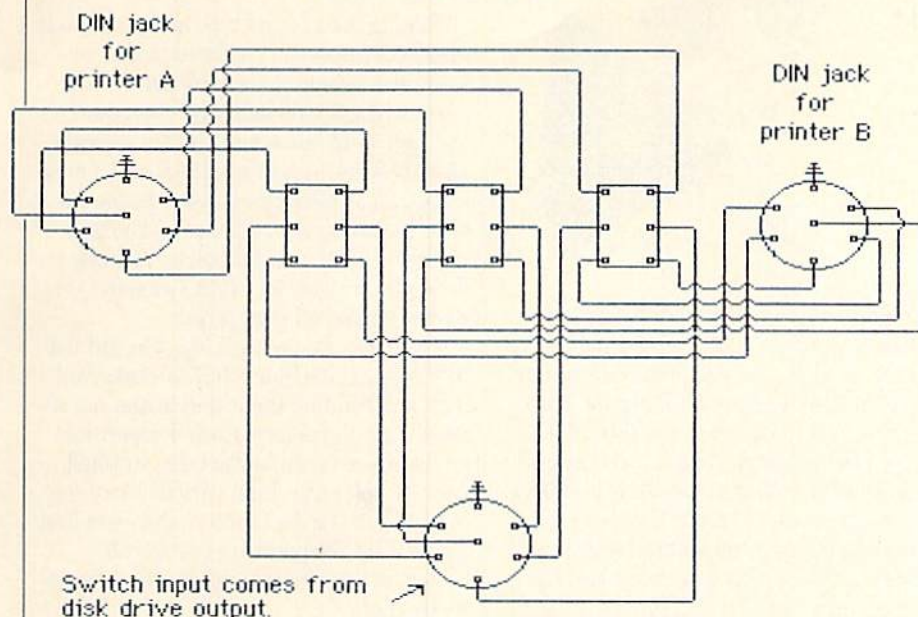 DIN jack
for
printer A
DIN jack
for
printer B
Switch input comes from
disk drive output.